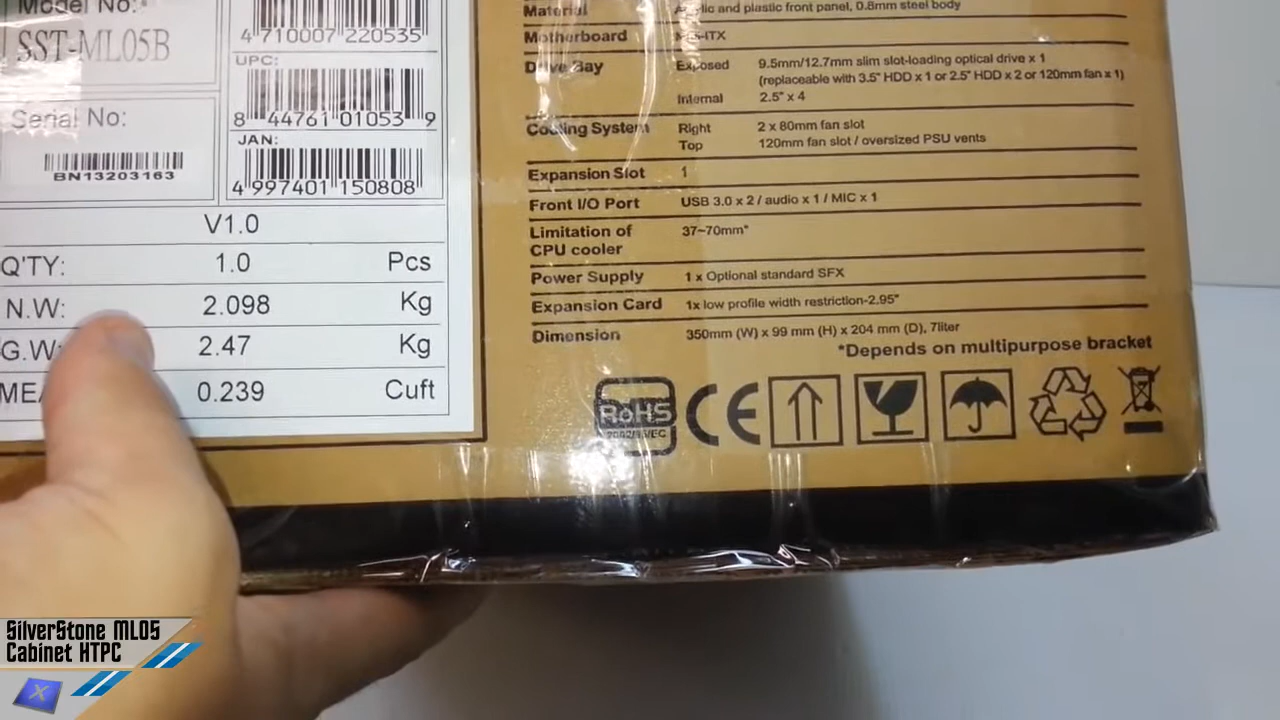 Model No:
SST-ML05B
Serial No:
BN13203163
4 710007 220535
UPC:
8 44761 01053 9
JAN:
4 997401 150808
V1.0
Q'TY: 1.0 Pcs
N.W: 2.098 Kg
G.W: 2.47 Kg
0.239 Cuft
Material and plastic front panel, 0.8mm steel body
Motherboard
Drive Bay Exposed 9.5mm/12.7mm slim slot-loading optical drive x 1
(replaceable with 3.5" HDD x 1 or 2.5" HDD x 2 or 120mm fan x 1)
Internal 2.5" x 4
Cooling System Right 2 x 80mm fan slot
Top 120mm fan slot / oversized PSU vents
Expansion Slot 1
Front I/O Port USB 3.0 x 2 / audio x 1 / MIC x 1
Limitation of 37~70mm*
CPU cooler
Power Supply 1 x Optional standard SFX
Expansion Card 1x low profile width restriction-2.95"
Dimension 350mm (W) x 99 mm (H) x 204 mm (D), 7liter
*Depends on multipurpose bracket
RoHS
CE
SilverStone ML05
Cabinet HTPC
X